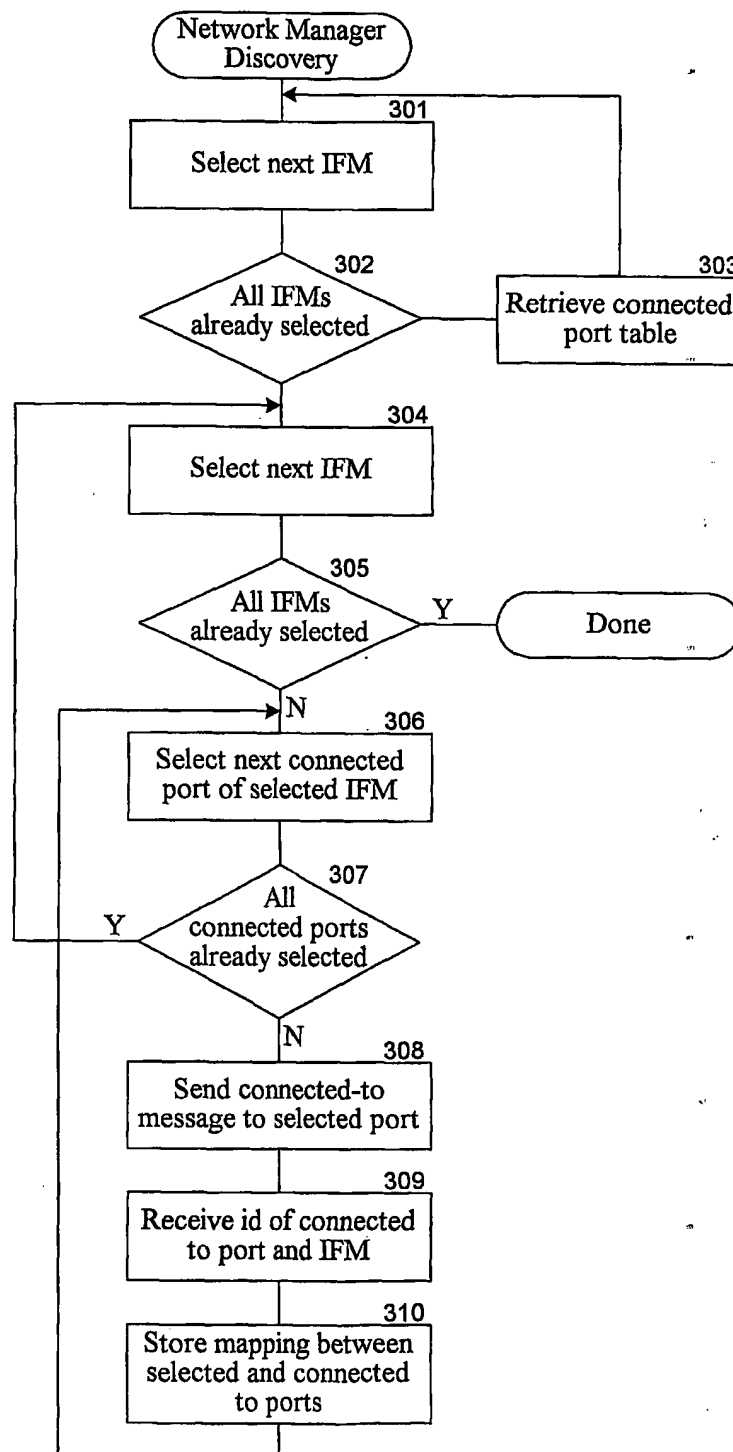 Network Manager
Discovery
301
Select next IFM
302
All IFMs
already selected
303
Retrieve connected
port table
304
Select next IFM
305
All IFMs
already selected
Y
Done
N
306
Select next connected
port of selected IFM
307
All
connected ports
already selected
Y
N
308
Send connected-to
message to selected port
309
Receive id of connected
to port and IFM
310
Store mapping between
selected and connected
to ports